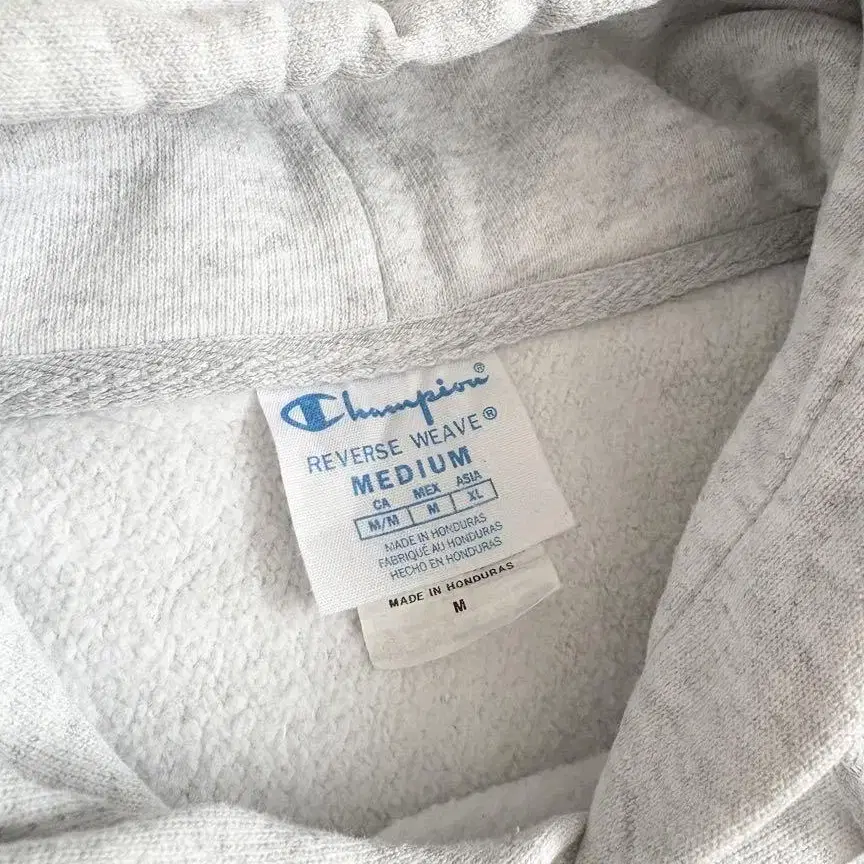 Champion®
REVERSE WEAVE®
MEDIUM
CA MEX ASIA
M/M M XL
MADE IN HONDURAS
FABRIQUÉ AU HONDURAS
HECHO EN HONDURAS
MADE IN HONDURAS
M